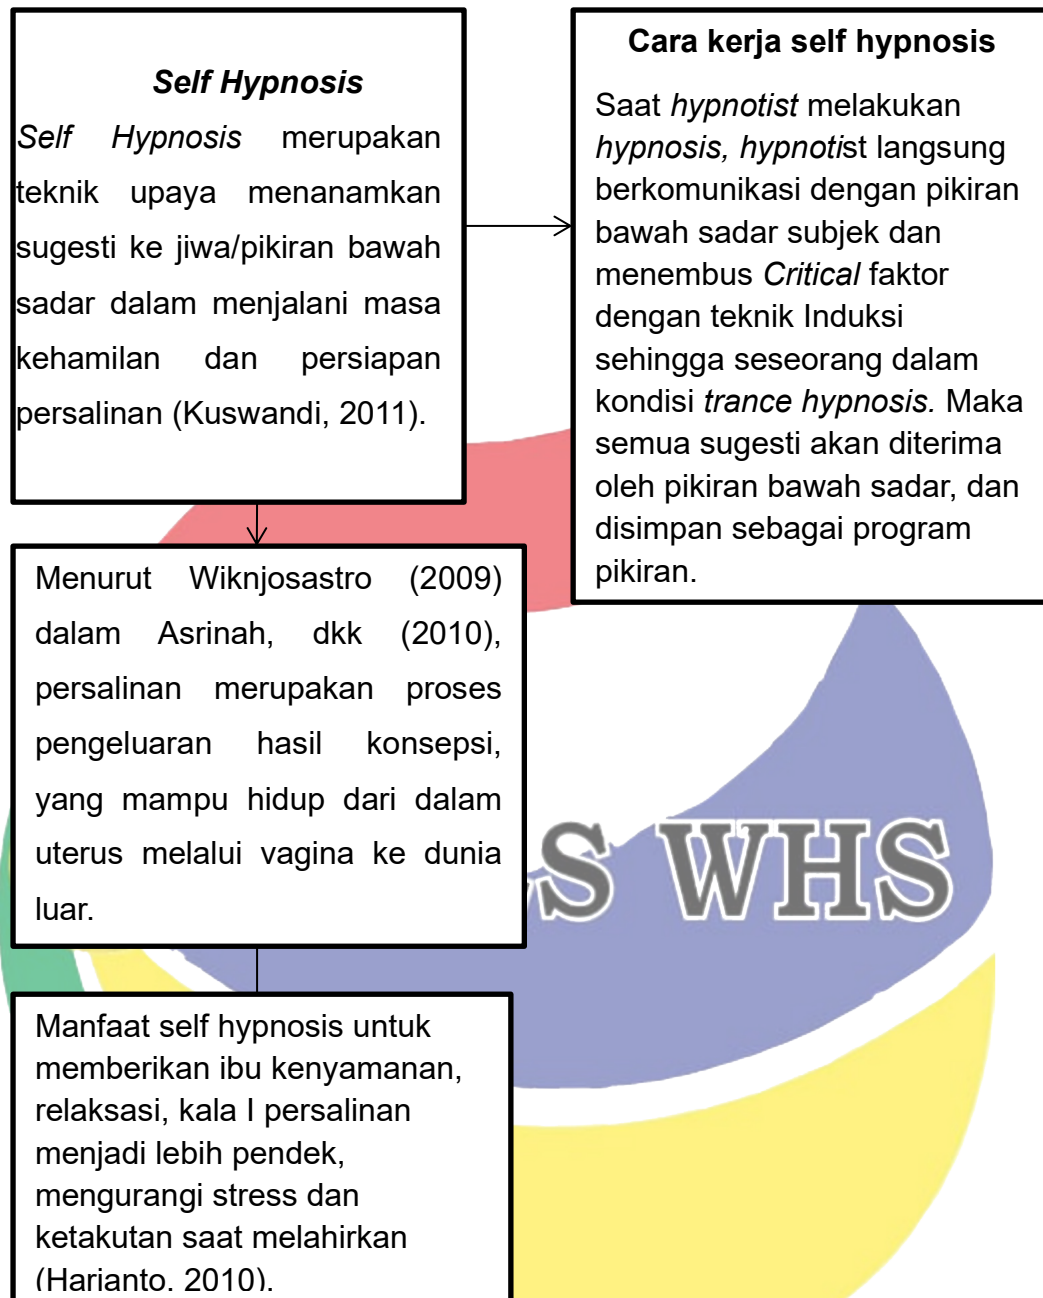 Self Hypnosis
Self Hypnosis merupakan
teknik upaya menanamkan
sugesti ke jiwa/pikiran bawah
sadar dalam menjalani masa
kehamilan dan persiapan
persalinan (Kuswandi, 2011).
Cara kerja self hypnosis
Saat hypnotist melakukan
hypnosis, hypnotist langsung
berkomunikasi dengan pikiran
bawah sadar subjek dan
menembus Critical faktor
dengan teknik Induksi
sehingga seseorang dalam
kondisi trance hypnosis. Maka
semua sugesti akan diterima
oleh pikiran bawah sadar, dan
disimpan sebagai program
pikiran.
Menurut Wiknjosastro (2009)
dalam Asrinah, dkk (2010),
persalinan merupakan proses
pengeluaran hasil konsepsi,
yang mampu hidup dari dalam
uterus melalui vagina ke dunia
luar.
S WHS
Manfaat self hypnosis untuk
memberikan ibu kenyamanan,
relaksasi, kala I persalinan
menjadi lebih pendek,
mengurangi stress dan
ketakutan saat melahirkan
(Harianto. 2010).